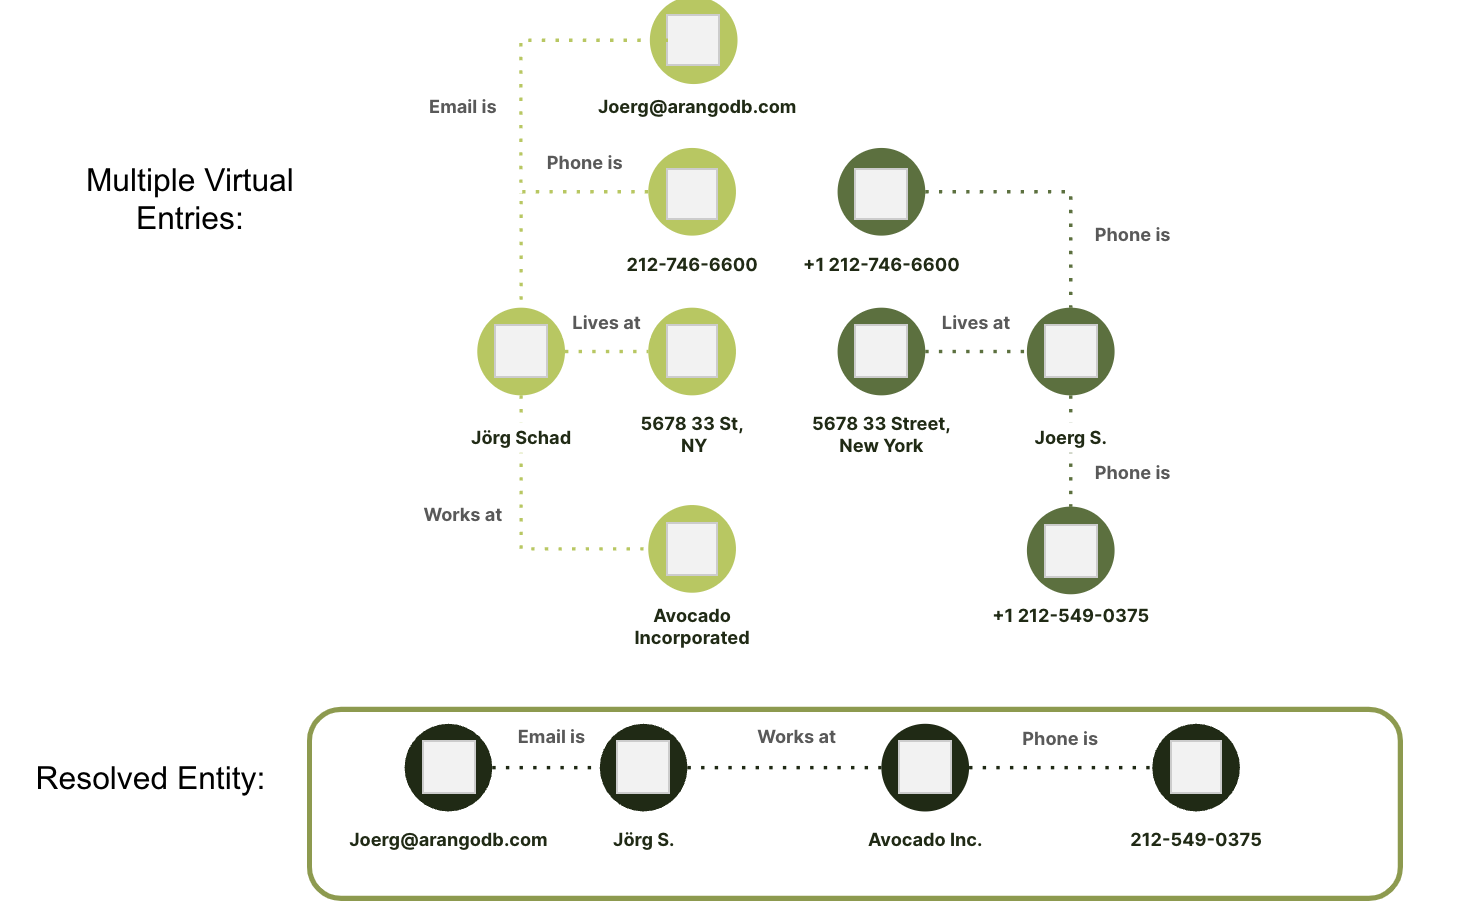 Email is
Joerg@arangodb.com
Multiple Virtual
Entries:
Phone is
212-746-6600
+1 212-746-6600
Phone is
Lives at
Lives at
Jörg Schad
5678 33 St,
NY
5678 33 Street,
New York
Joerg S.
Phone is
Works at
Avocado
Incorporated
+1 212-549-0375
Resolved Entity:
Email is
Works at
Phone is
Joerg@arangodb.com
Jörg S.
Avocado Inc.
212-549-0375